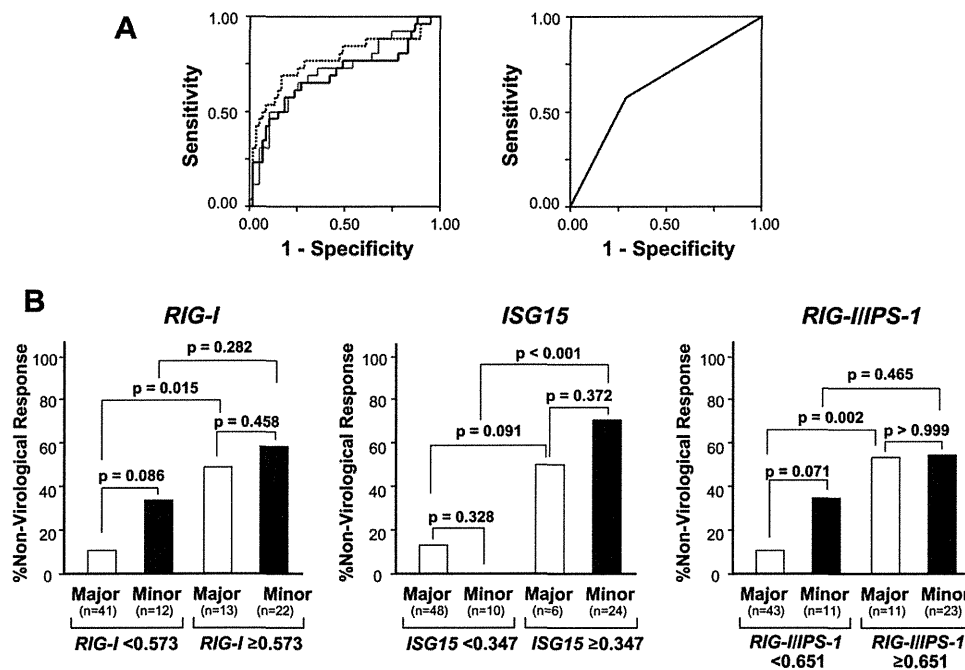 A
Sensitivity
1.00
0.50
0.00
0.00 0.50 1.00
1 - Specificity
Sensitivity
1.00
0.50
0.00
0.00 0.50 1.00
1 - Specificity
B
RIG-I
%Non-Virological Response
100
80
60
40
20
0
p = 0.282
p = 0.015
p = 0.458
p = 0.086
Major Minor Major Minor
(n=41) (n=12) (n=13) (n=22)
RIG-I <0.573 RIG-I ≥0.573
ISG15
%Non-Virological Response
100
80
60
40
20
0
p < 0.001
p = 0.372
p = 0.091
p = 0.328
Major Minor Major Minor
(n=48) (n=10) (n=6) (n=24)
ISG15 <0.347 ISG15 ≥0.347
RIG-I/IPS-1
%Non-Virological Response
100
80
60
40
20
0
p = 0.465
p = 0.002
p > 0.999
p = 0.071
Major Minor Major Minor
(n=43) (n=11) (n=11) (n=23)
RIG-I/IPS-1 RIG-I/IPS-1
<0.651 ≥0.651